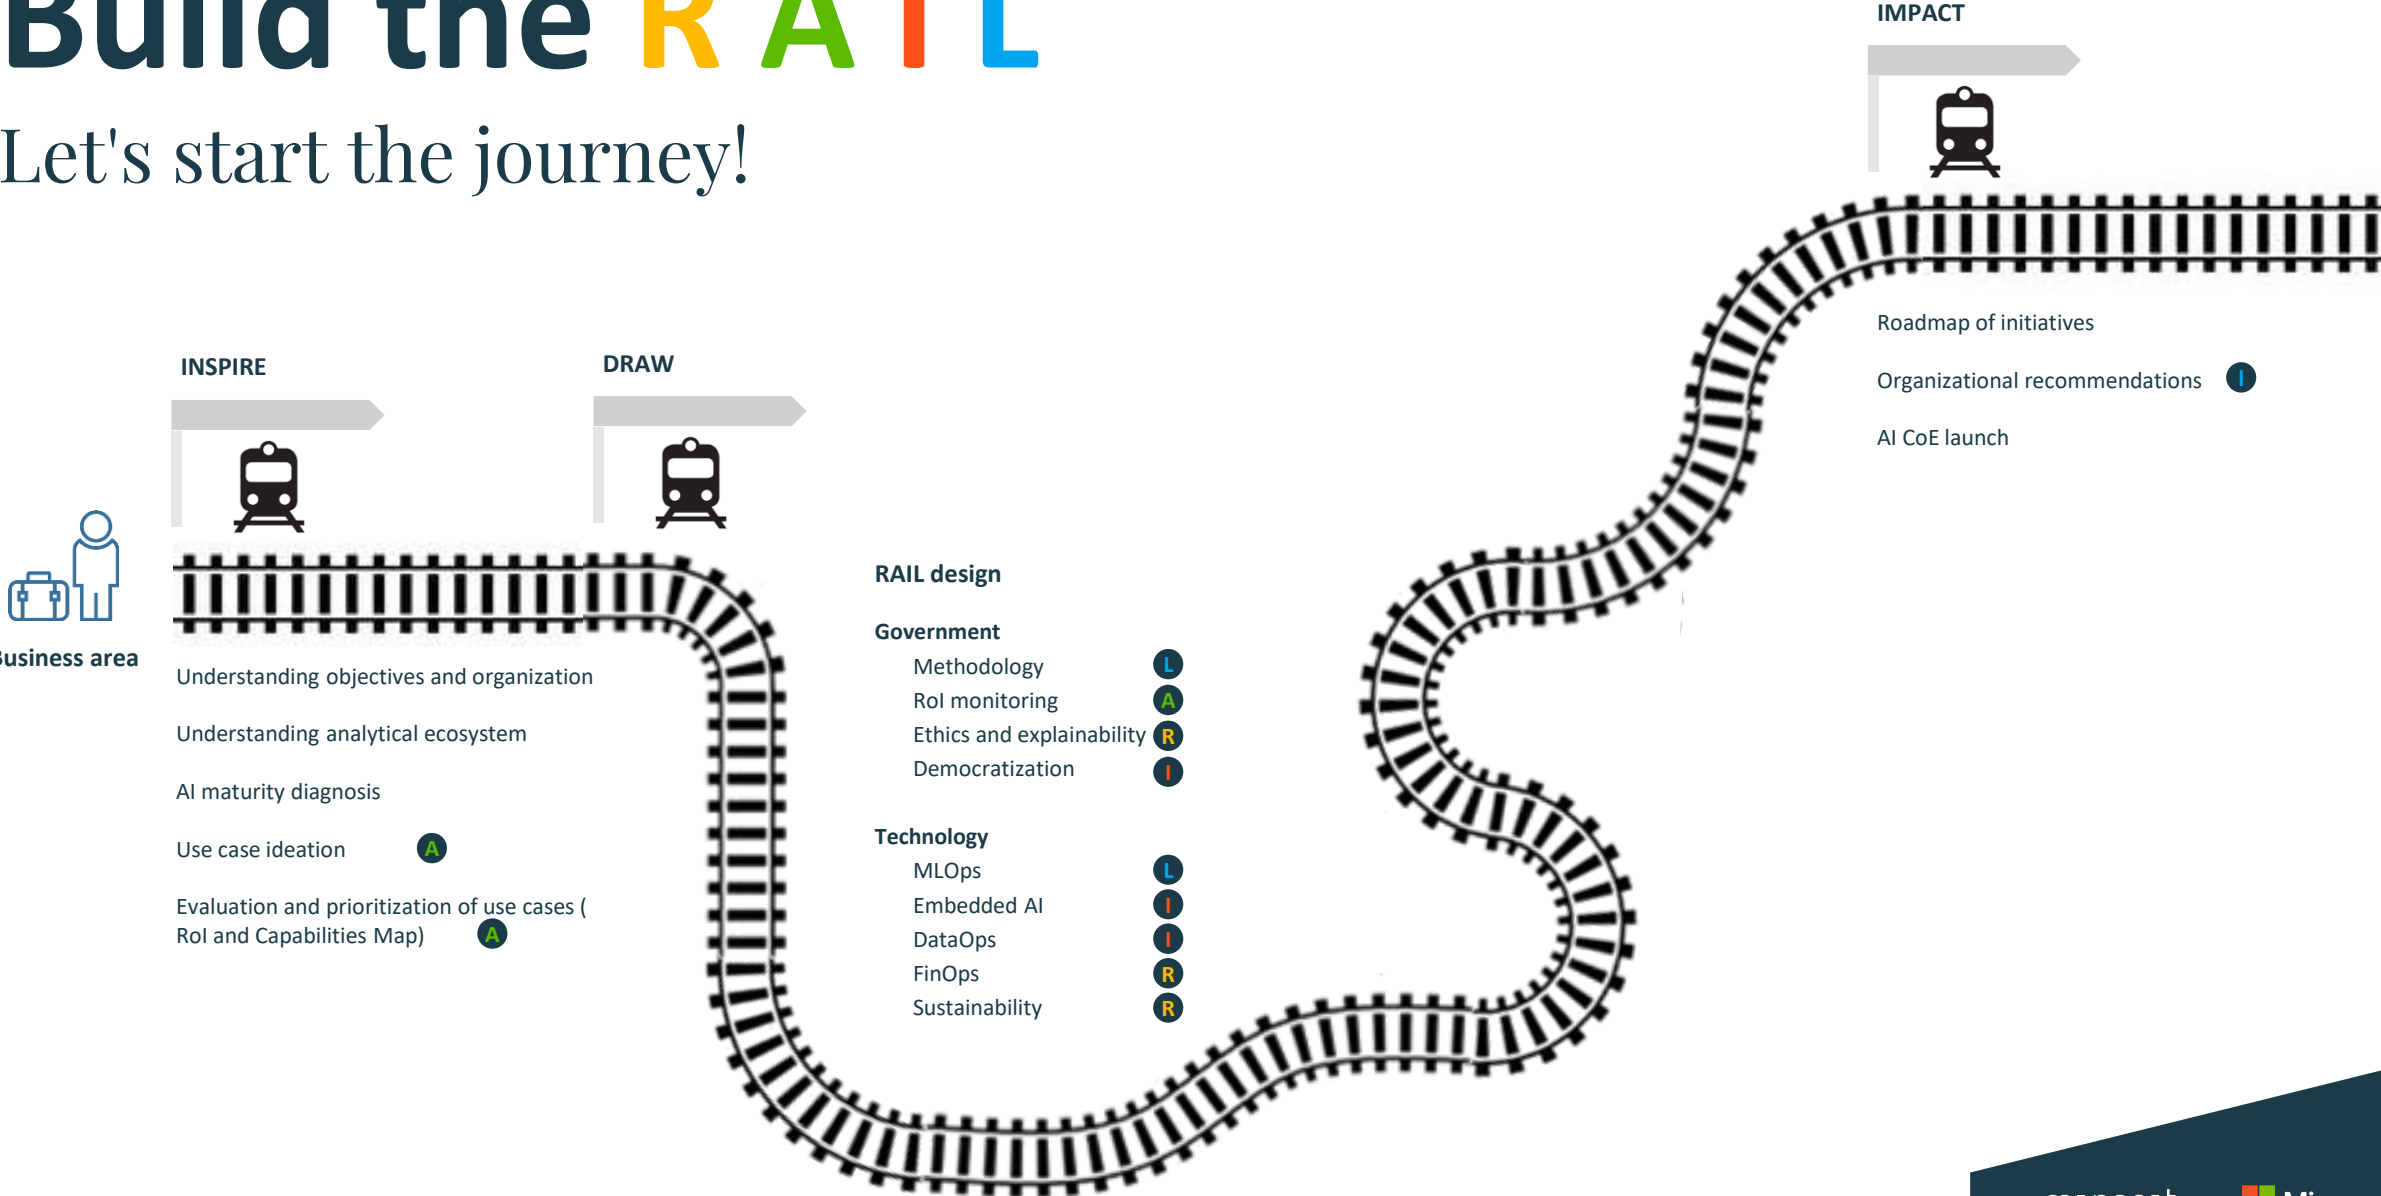 Build the R A I L
Let's start the journey!
IMPACT
Roadmap of initiatives
Organizational recommendations I
AI CoE launch
INSPIRE
DRAW
Business area
Understanding objectives and organization
Understanding analytical ecosystem
AI maturity diagnosis
Use case ideation A
Evaluation and prioritization of use cases (
RoI and Capabilities Map) A
RAIL design
Government
Methodology L
RoI monitoring A
Ethics and explainability R
Democratization I
Technology
MLOps L
Embedded AI I
DataOps I
FinOps R
Sustainability R